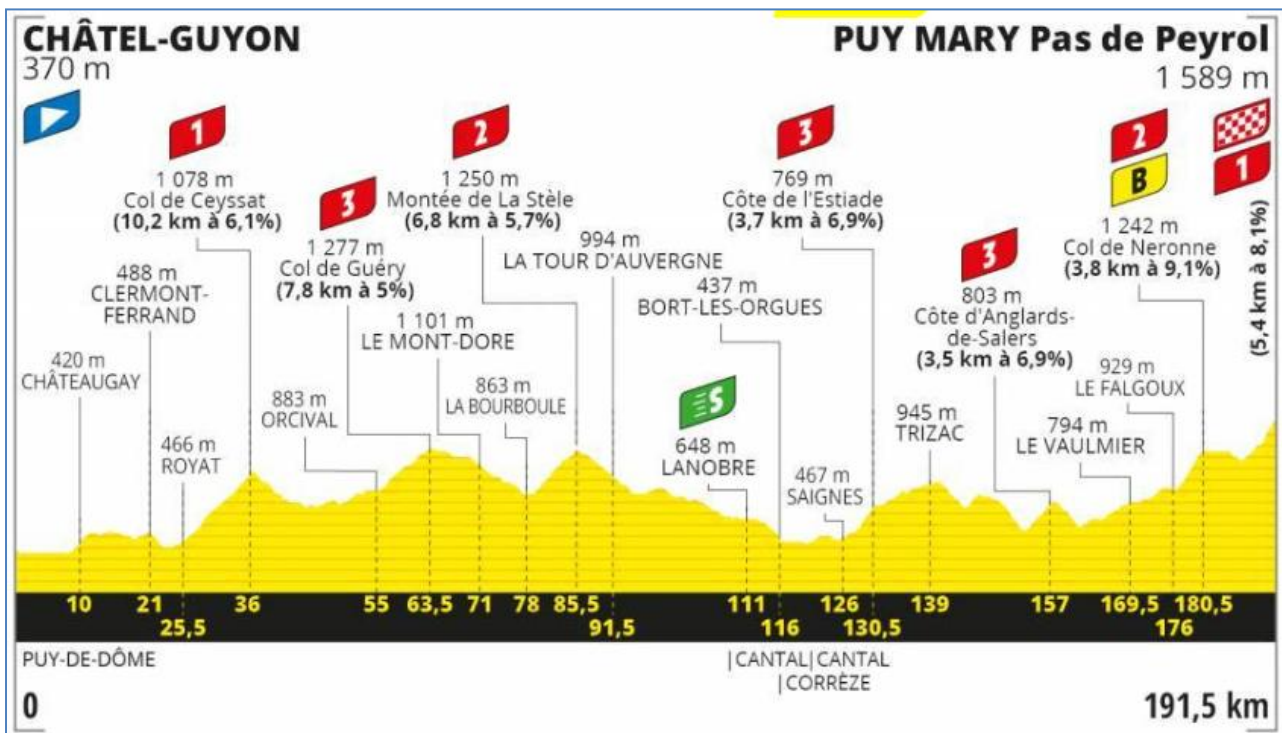 CHÂTEL-GUYON
370 m
PUY MARY Pas de Peyrol
1 589 m
1
1 078 m
Col de Ceyssat
(10,2 km à 6,1%)
3
1 277 m
Col de Guéry
(7,8 km à 5%)
2
1 250 m
Montée de La Stèle
(6,8 km à 5,7%)
3
769 m
Côte de l'Estiade
(3,7 km à 6,9%)
3
803 m
Côte d'Anglards-
de-Salers
(3,5 km à 6,9%)
2
B
1 242 m
Col de Neronne
(3,8 km à 9,1%)
1
(5,4 km à 8,1%)
420 m
CHÂTEAUGAY
488 m
CLERMONT-
FERRAND
466 m
ROYAT
883 m
ORCIVAL
1 101 m
LE MONT-DORE
863 m
LA BOURBOULE
994 m
LA TOUR D'AUVERGNE
S
648 m
LANOBRE
437 m
BORT-LES-ORGUES
467 m
SAIGNES
945 m
TRIZAC
794 m
LE VAULMIER
929 m
LE FALGOUX
10 21 36 55 63,5 71 78 85,5 111 126 139 157 169,5 180,5
25,5 91,5 116 130,5 176
PUY-DE-DÔME |CANTAL|CANTAL
|CORRÈZE
0 191,5 km